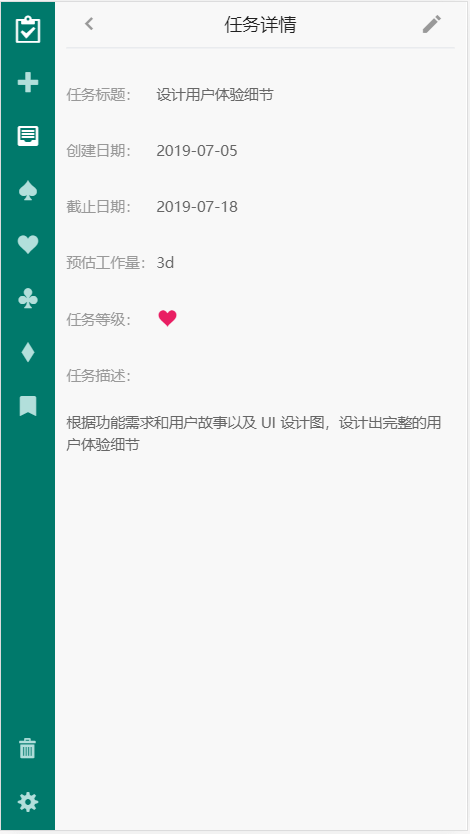 任务详情
任务标题： 设计用户体验细节
创建日期： 2019-07-05
截止日期： 2019-07-18
预估工作量： 3d
任务等级：
任务描述：
根据功能需求和用户故事以及 UI 设计图，设计出完整的用
户体验细节